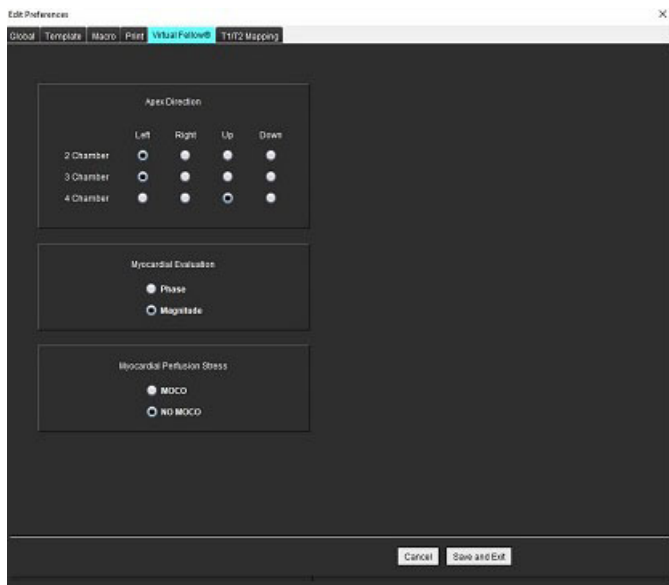 Edit Preferences
Global Template Macro Print Virtual Fellow® T1/T2 Mapping
Apex Direction
Left Right Up Down
2 Chamber
3 Chamber
4 Chamber
Myocardial Evaluation
Phase
Magnitude
Myocardial Perfusion Stress
MOCO
NO MOCO
Cancel Save and Exit